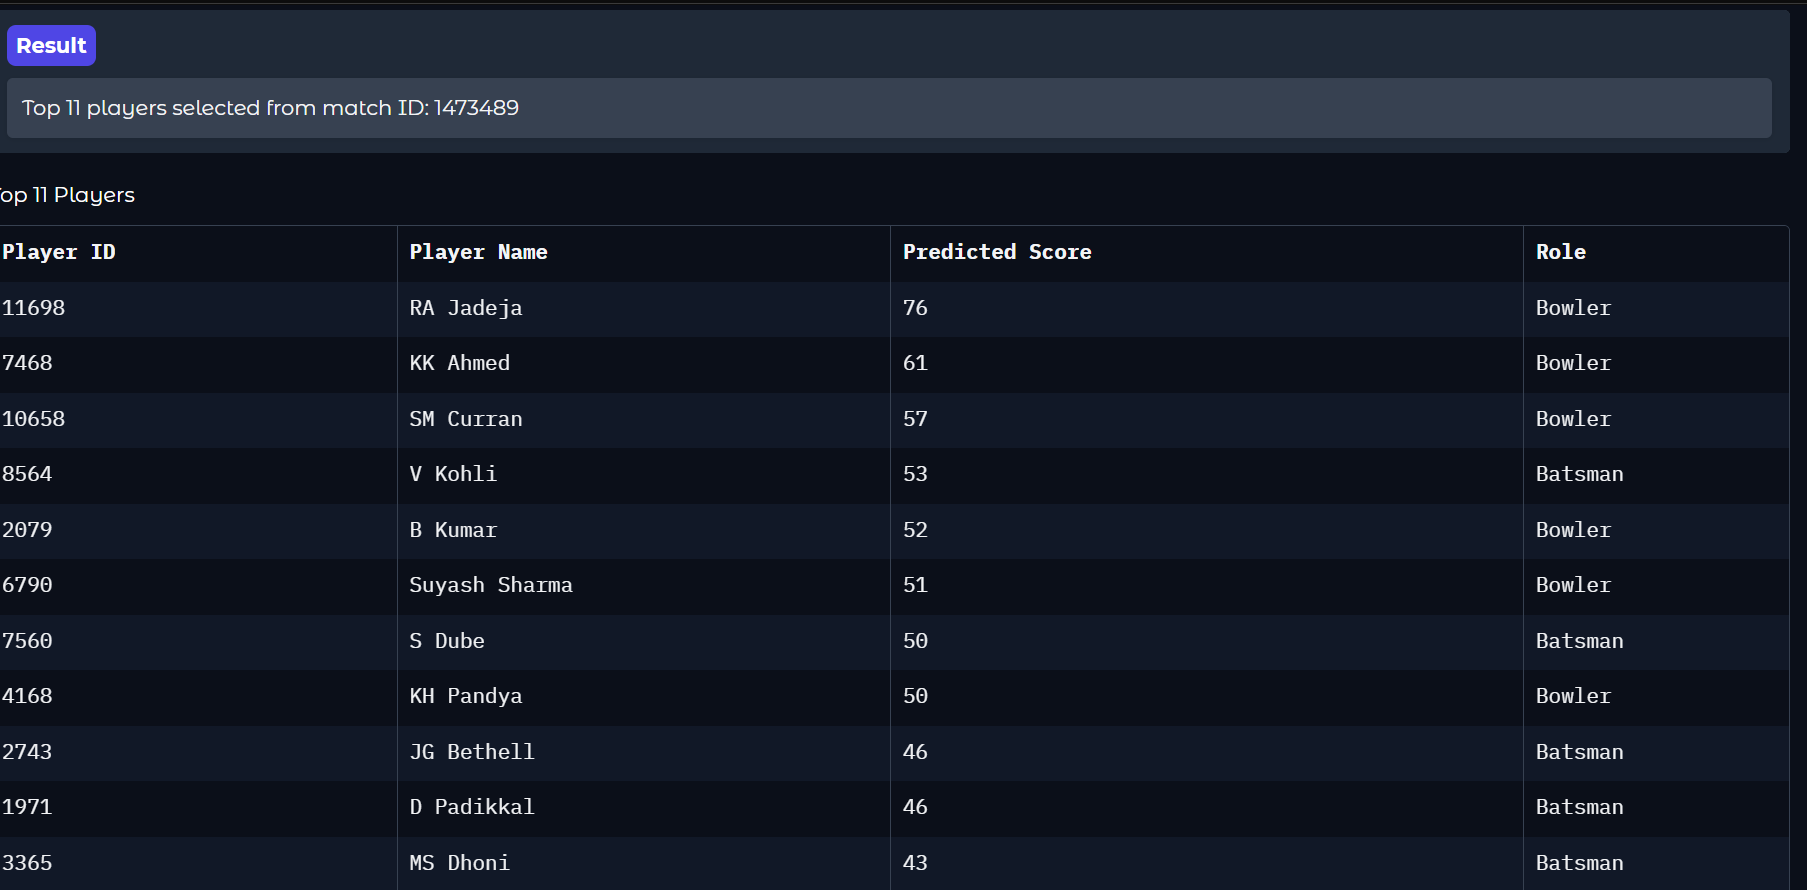 Result
Top 11 players selected from match ID: 1473489
Top 11 Players
Player ID Player Name Predicted Score Role
11698 RA Jadeja 76 Bowler
7468 KK Ahmed 61 Bowler
10658 SM Curran 57 Bowler
8564 V Kohli 53 Batsman
2079 B Kumar 52 Bowler
6790 Suyash Sharma 51 Bowler
7560 S Dube 50 Batsman
4168 KH Pandya 50 Bowler
2743 JG Bethell 46 Batsman
1971 D Padikkal 46 Batsman
3365 MS Dhoni 43 Batsman